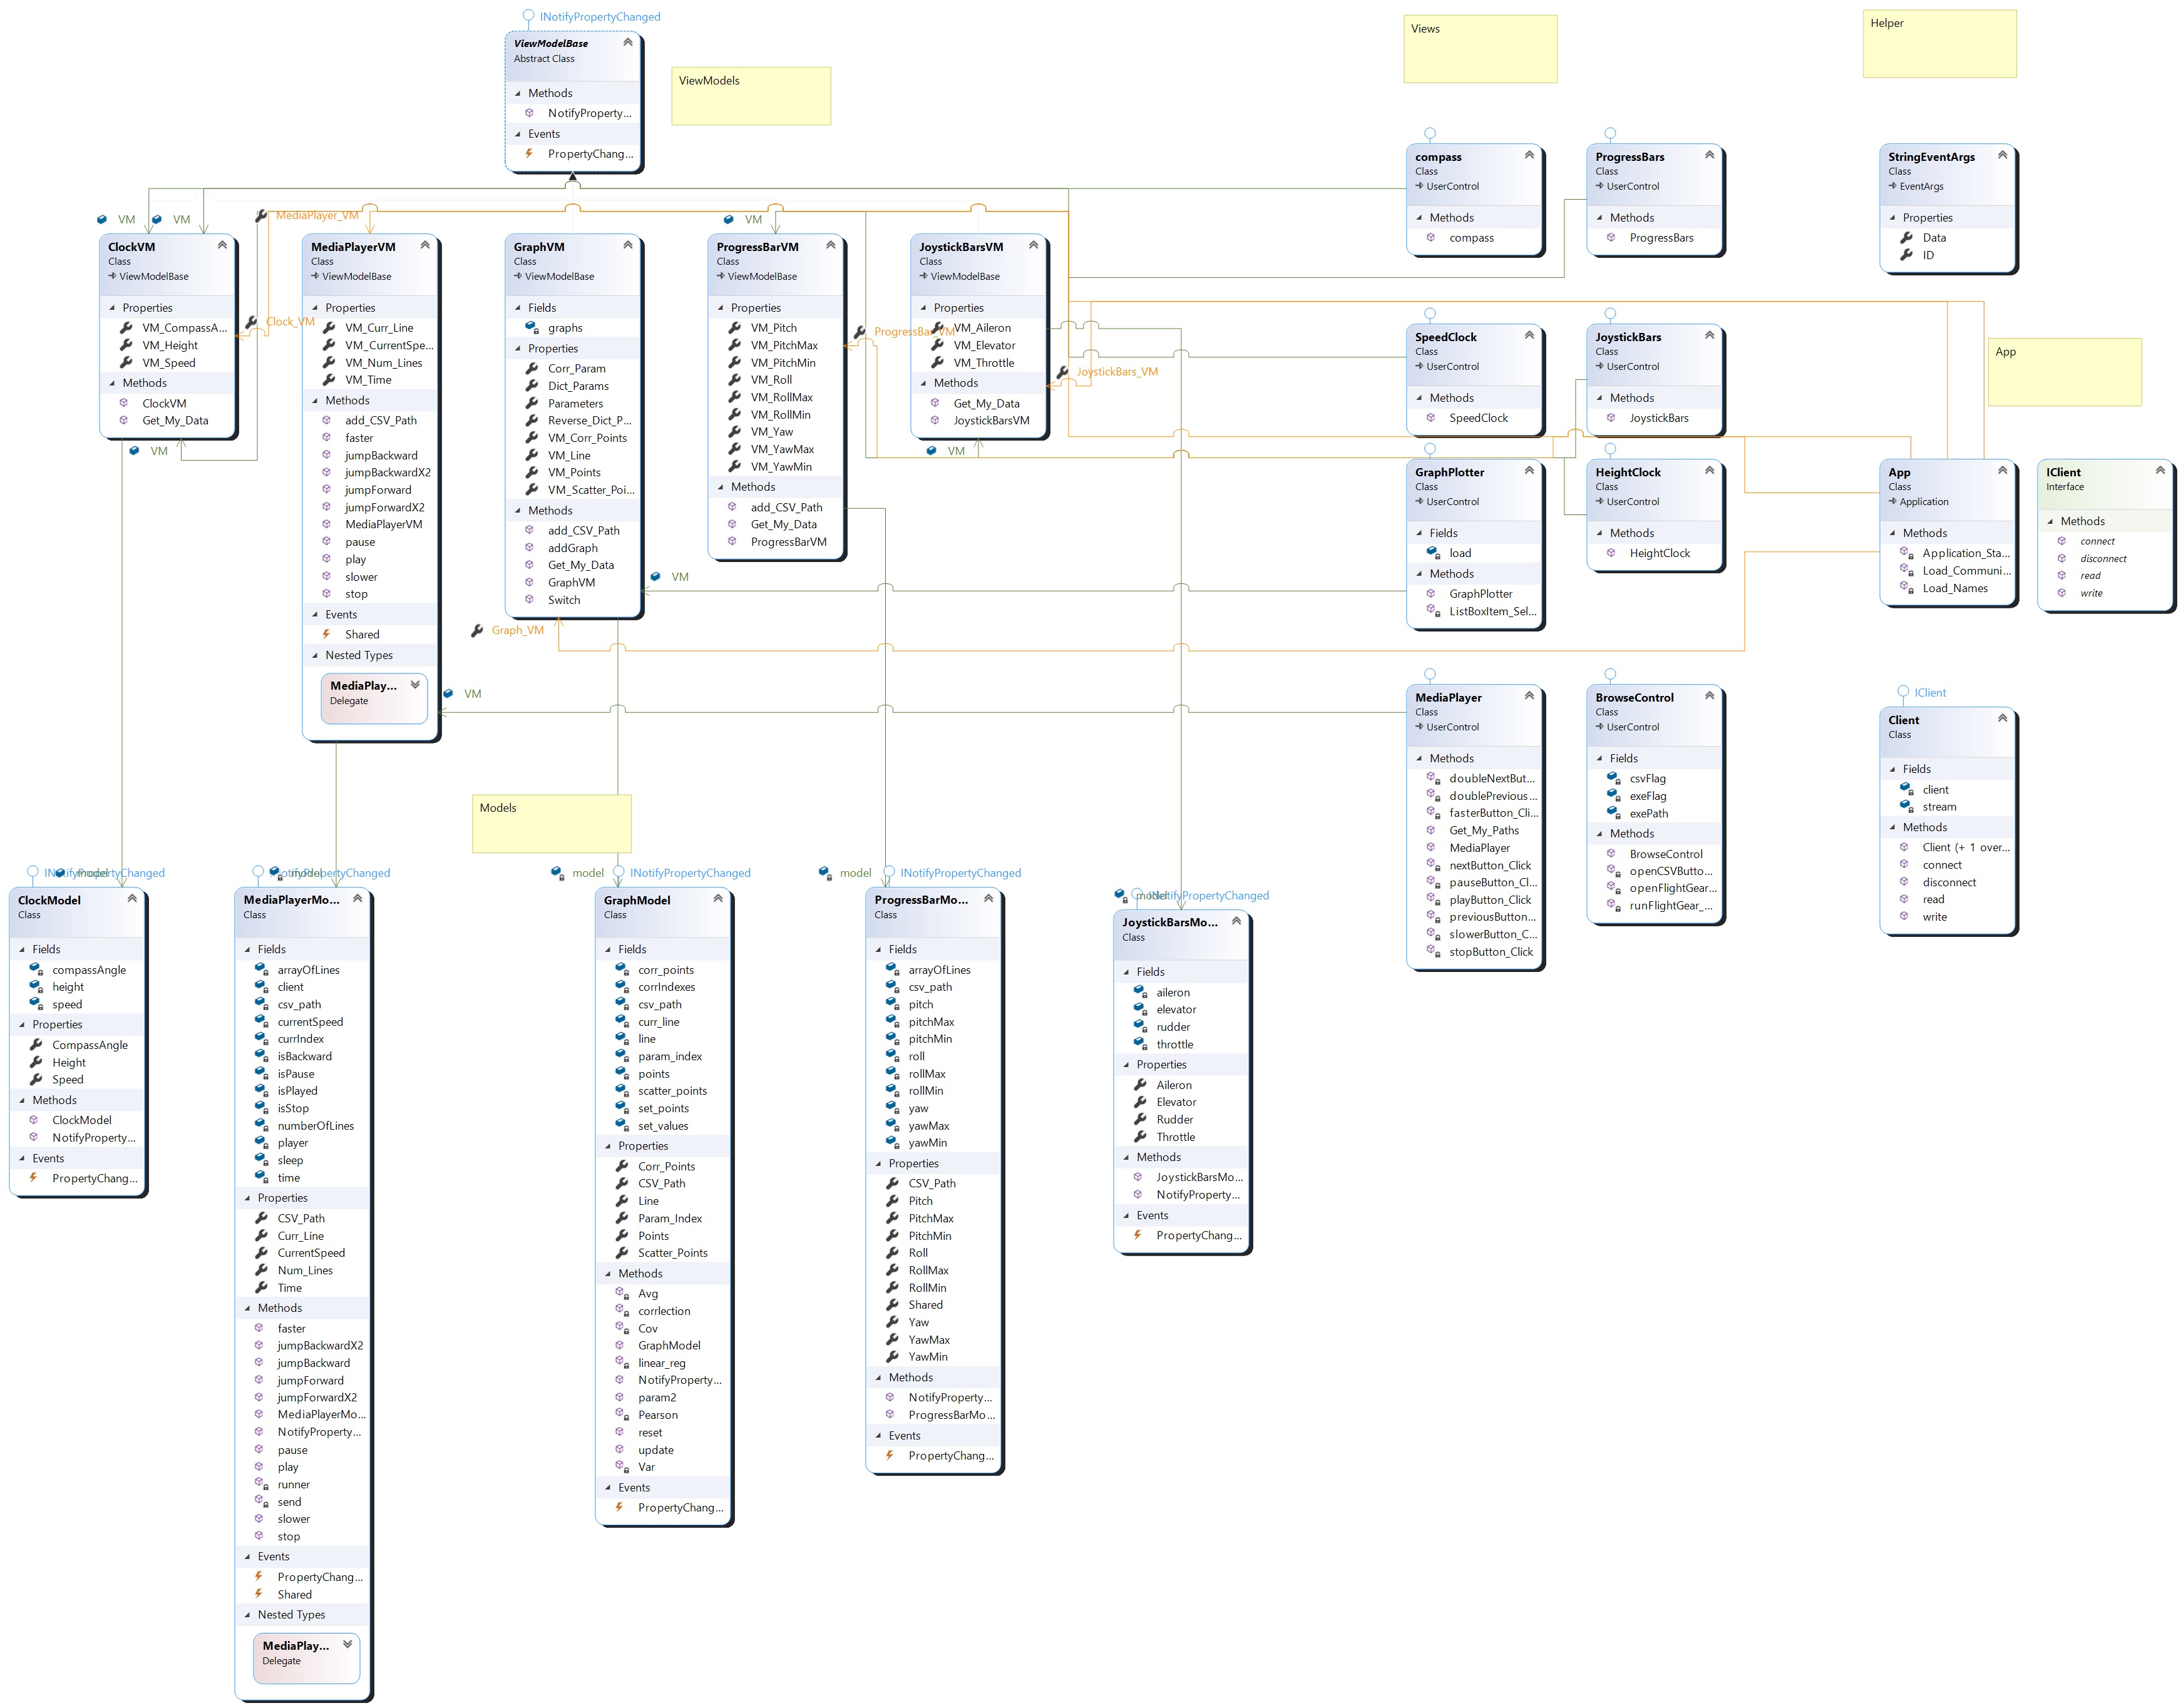 INotifyPropertyChanged
ViewModelBase
Abstract Class
Methods
NotifyProperty...
Events
PropertyChang...
ViewModels
Views
Helper
compass
Class
UserControl
Methods
compass
ProgressBars
Class
UserControl
Methods
ProgressBars
StringEventArgs
Class
EventArgs
Properties
Data
ID
VM
VM
MediaPlayer_VM
VM
ClockVM
Class
ViewModelBase
Properties
VM_CompassA...
VM_Height
VM_Speed
Methods
ClockVM
Get_My_Data
Clock_VM
VM
MediaPlayerVM
Class
ViewModelBase
Properties
VM_Curr_Line
VM_CurrentSpe...
VM_Num_Lines
VM_Time
Methods
add_CSV_Path
faster
jumpBackward
jumpBackwardX2
jumpForward
jumpForwardX2
MediaPlayerVM
pause
play
slower
stop
Events
Shared
Nested Types
MediaPlay...
Delegate
VM
GraphVM
Class
ViewModelBase
Fields
graphs
Properties
Corr_Param
Dict_Params
Parameters
Reverse_Dict_P...
VM_Corr_Points
VM_Line
VM_Points
VM_Scatter_Poi...
Methods
add_CSV_Path
addGraph
Get_My_Data
GraphVM
Switch
VM
Graph_VM
ProgressBarVM
Class
ViewModelBase
Properties
VM_Pitch
VM_PitchMax
VM_PitchMin
VM_Roll
VM_RollMax
VM_RollMin
VM_Yaw
VM_YawMax
VM_YawMin
Methods
add_CSV_Path
Get_My_Data
ProgressBarVM
ProgressBar_VM
JoystickBarsVM
Class
ViewModelBase
Properties
VM_Aileron
VM_Elevator
VM_Throttle
Methods
Get_My_Data
JoystickBarsVM
JoystickBars_VM
VM
SpeedClock
Class
UserControl
Methods
SpeedClock
JoystickBars
Class
UserControl
Methods
JoystickBars
App
GraphPlotter
Class
UserControl
Fields
load
Methods
GraphPlotter
ListBoxItem_Sel...
HeightClock
Class
UserControl
Methods
HeightClock
App
Class
Application
Methods
Application_Sta...
Load_Communi...
Load_Names
IClient
Interface
Methods
connect
disconnect
read
write
MediaPlayer
Class
UserControl
Methods
doubleNextBut...
doublePrevious...
fasterButton_Cli...
Get_My_Paths
MediaPlayer
nextButton_Click
pauseButton_Cl...
playButton_Click
previousButton...
slowerButton_C...
stopButton_Click
BrowseControl
Class
UserControl
Fields
csvFlag
exeFlag
exePath
Methods
BrowseControl
openCSVButto...
openFlightGear...
runFlightGear_...
IClient
Client
Class
Fields
client
stream
Methods
Client (+ 1 over...
connect
disconnect
read
write
Models
INotifyPropertyChanged
model
ClockModel
Class
Fields
compassAngle
height
speed
Properties
CompassAngle
Height
Speed
Methods
ClockModel
NotifyProperty...
Events
PropertyChang...
INotifyPropertyChanged
model
MediaPlayerMo...
Class
Fields
arrayOfLines
client
csv_path
currentSpeed
currIndex
isBackward
isPause
isPlayed
isStop
numberOfLines
player
sleep
time
Properties
CSV_Path
Curr_Line
CurrentSpeed
Num_Lines
Time
Methods
faster
jumpBackwardX2
jumpBackward
jumpForward
jumpForwardX2
MediaPlayerMo...
NotifyProperty...
pause
play
runner
send
slower
stop
Events
PropertyChang...
Shared
Nested Types
MediaPlay...
Delegate
model
INotifyPropertyChanged
GraphModel
Class
Fields
corr_points
corrIndexes
csv_path
curr_line
line
param_index
points
scatter_points
set_points
set_values
Properties
Corr_Points
CSV_Path
Line
Param_Index
Points
Scatter_Points
Methods
Avg
corrlection
Cov
GraphModel
linear_reg
NotifyProperty...
param2
Pearson
reset
update
Var
Events
PropertyChang...
model
INotifyPropertyChanged
ProgressBarMo...
Class
Fields
arrayOfLines
csv_path
pitch
pitchMax
pitchMin
roll
rollMax
rollMin
yaw
yawMax
yawMin
Properties
CSV_Path
Pitch
PitchMax
PitchMin
Roll
RollMax
RollMin
Shared
Yaw
YawMax
YawMin
Methods
NotifyProperty...
ProgressBarMo...
Events
PropertyChang...
model
INotifyPropertyChanged
JoystickBarsMo...
Class
Fields
aileron
elevator
rudder
throttle
Properties
Aileron
Elevator
Rudder
Throttle
Methods
JoystickBarsMo...
NotifyProperty...
Events
PropertyChang...